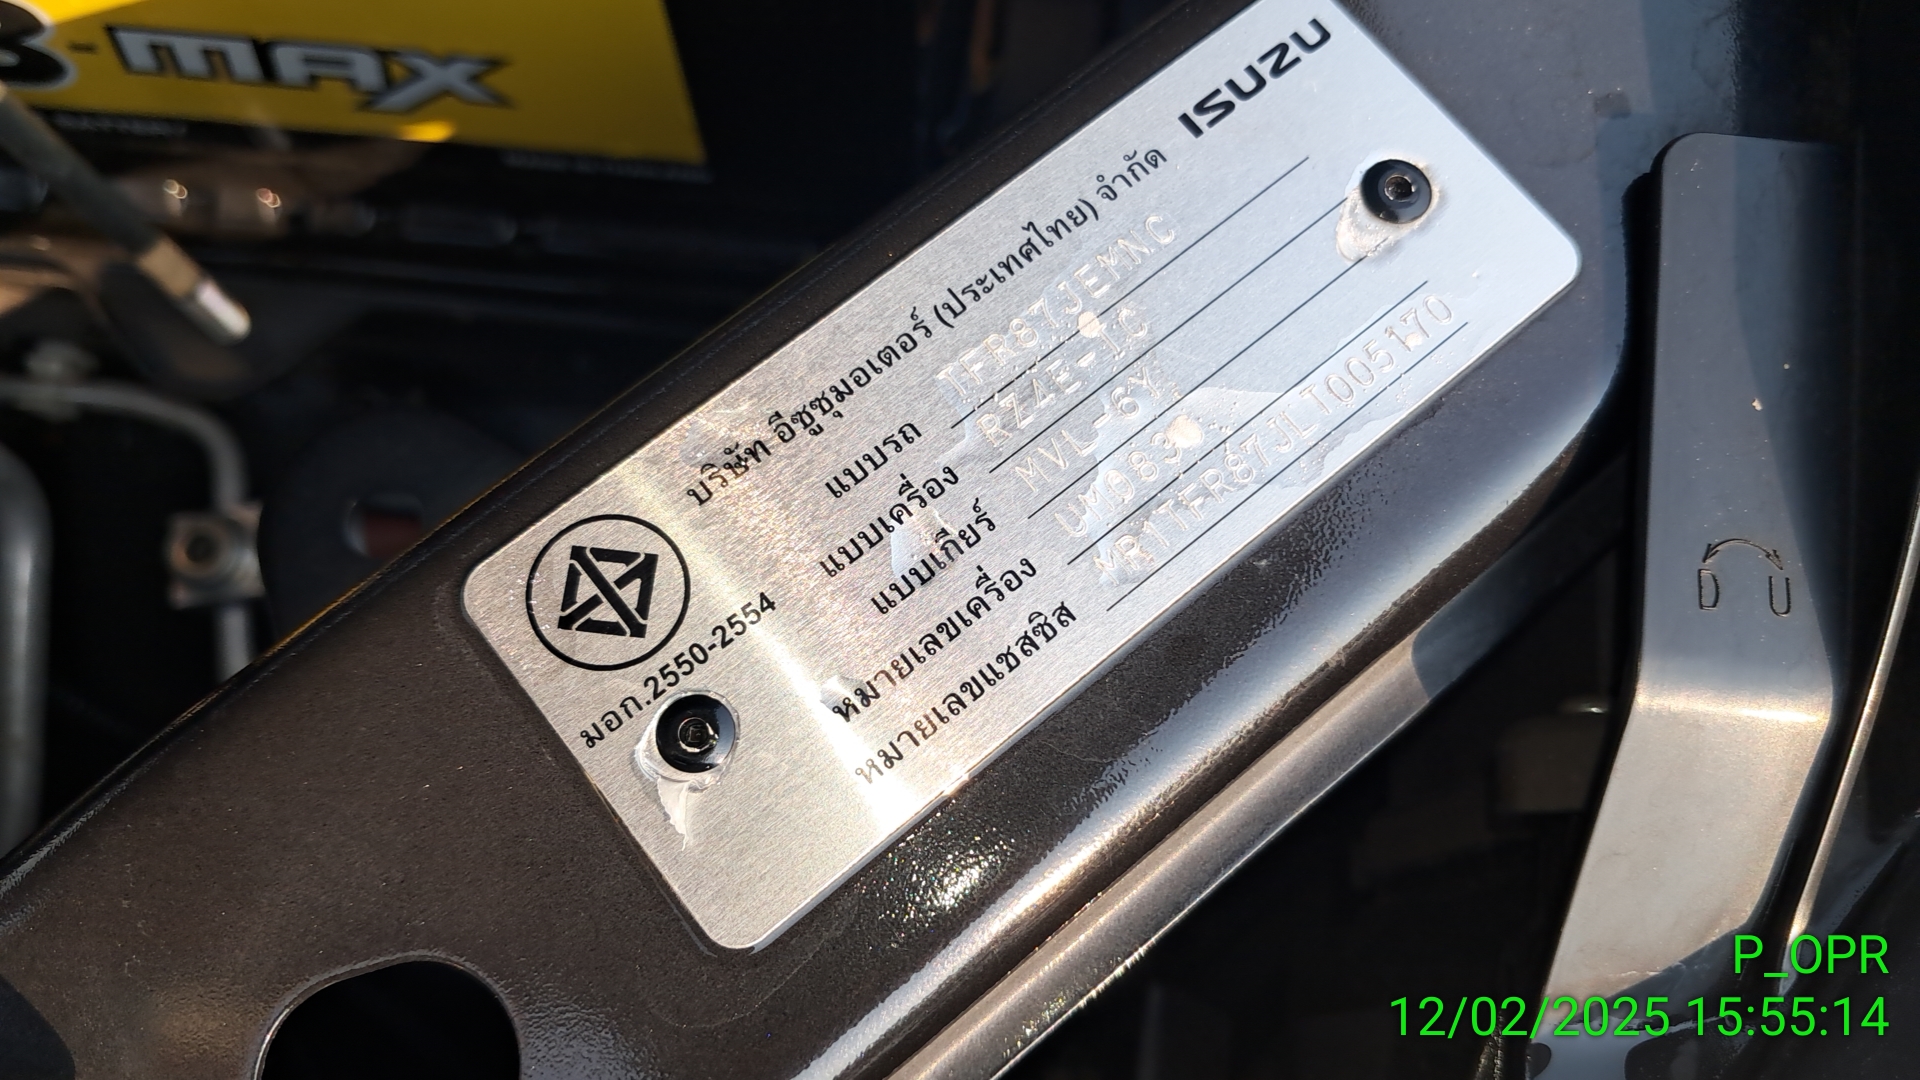 B-MAX
BATTERY
ISUZU
บริษัท อีซูซุมอเตอร์ (ประเทศไทย) จำกัด
แบบรถ TFR87JEMNC
แบบเครื่อง RZ4E-TC
แบบเกียร์ MVL-6Y
หมายเลขเครื่อง
หมายเลขแชสซิส MR1TFR87JLT005170
มอก.2550-2554
D U
P_OPR
12/02/2025 15:55:14